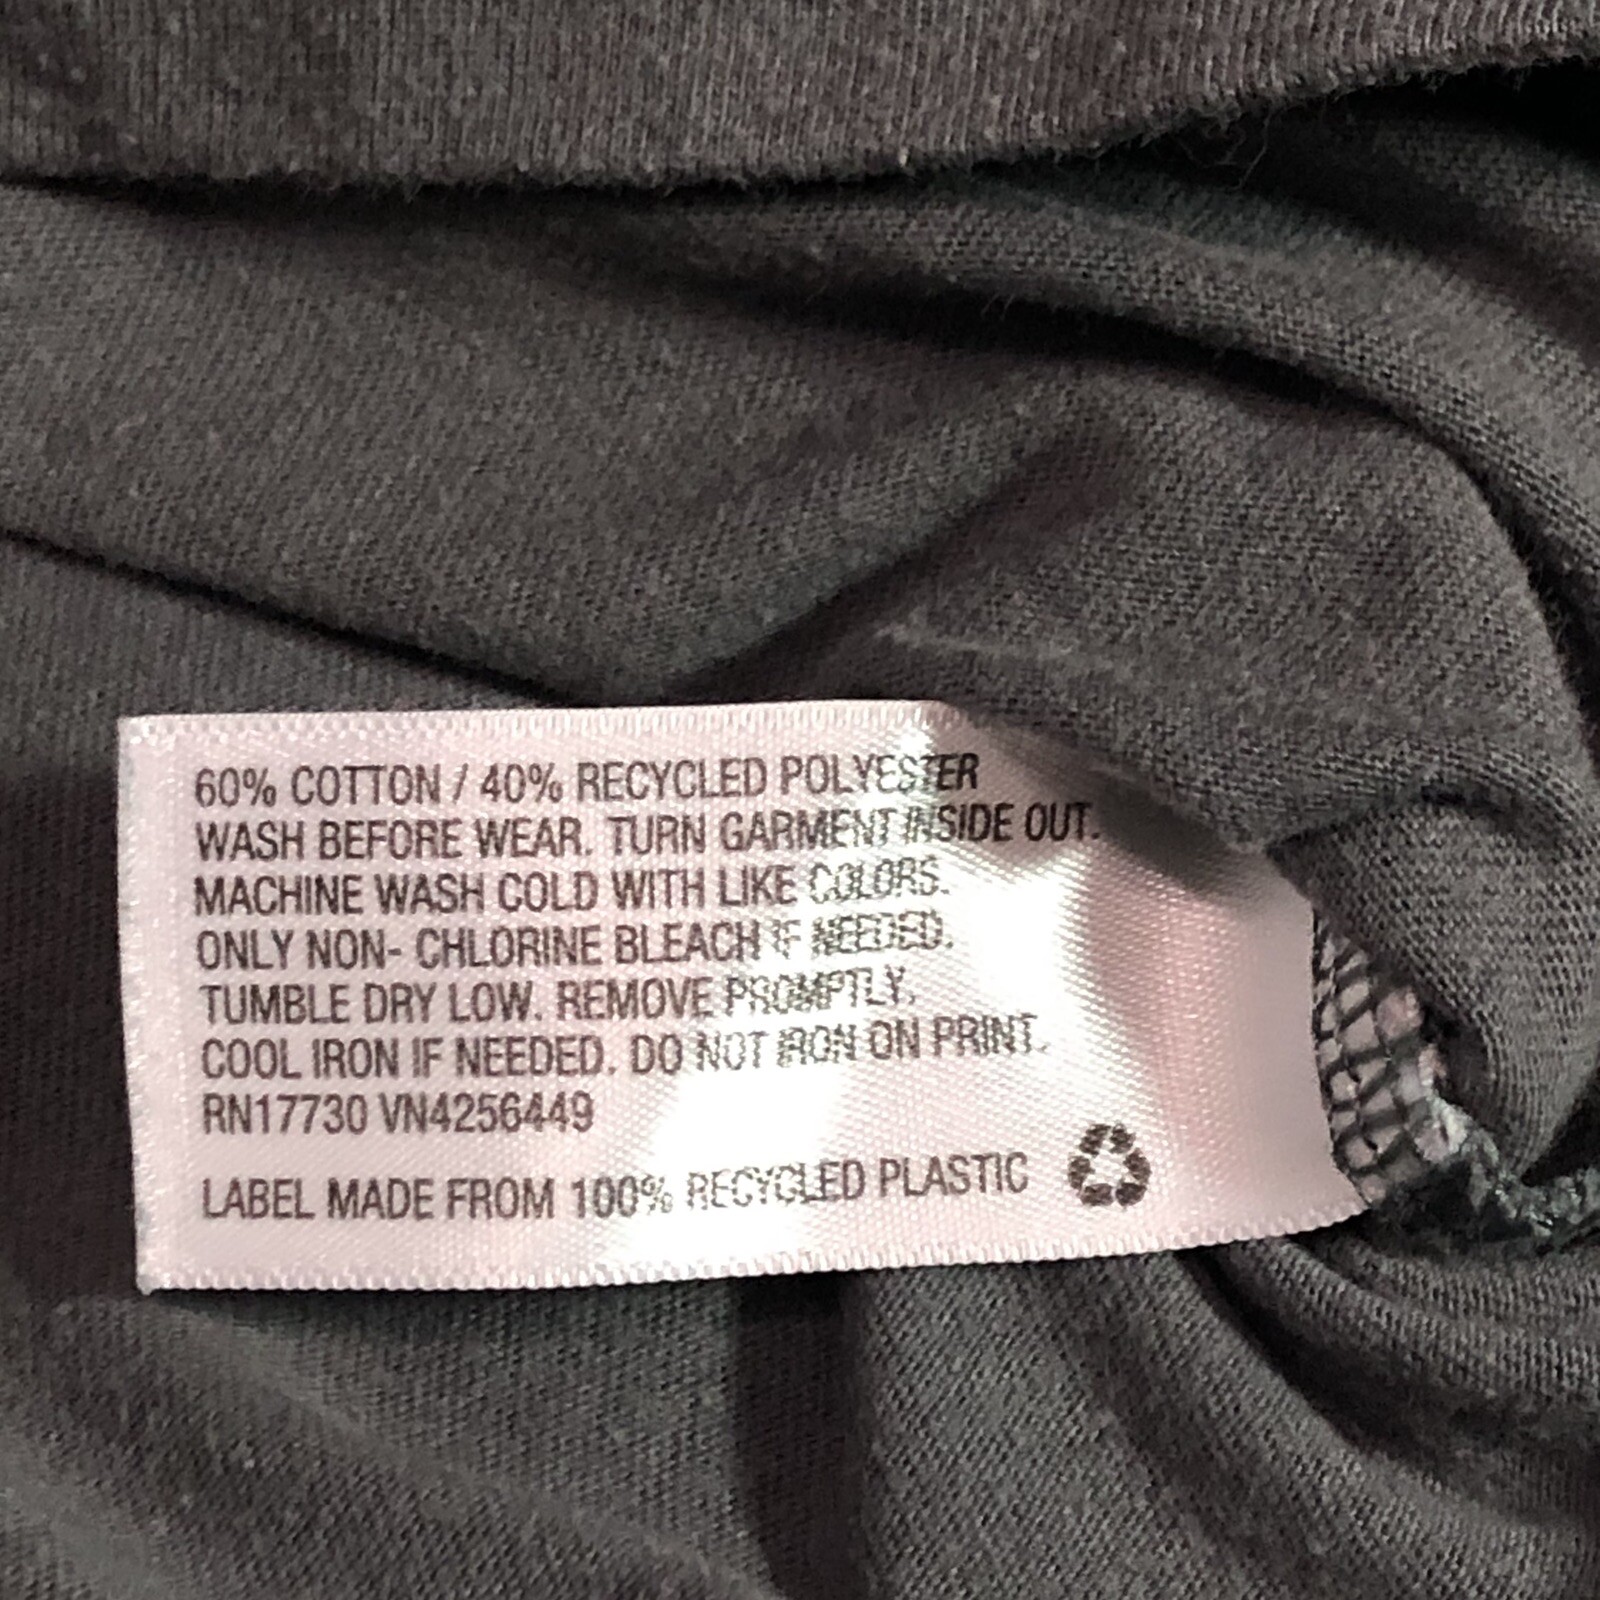 60% COTTON / 40% RECYCLED POLYESTER
WASH BEFORE WEAR. TURN GARMENT INSIDE OUT.
MACHINE WASH COLD WITH LIKE COLORS.
ONLY NON- CHLORINE BLEACH IF NEEDED.
TUMBLE DRY LOW. REMOVE PROMPTLY.
COOL IRON IF NEEDED. DO NOT IRON ON PRINT.
RN17730 VN4256449
LABEL MADE FROM 100% RECYCLED PLASTIC